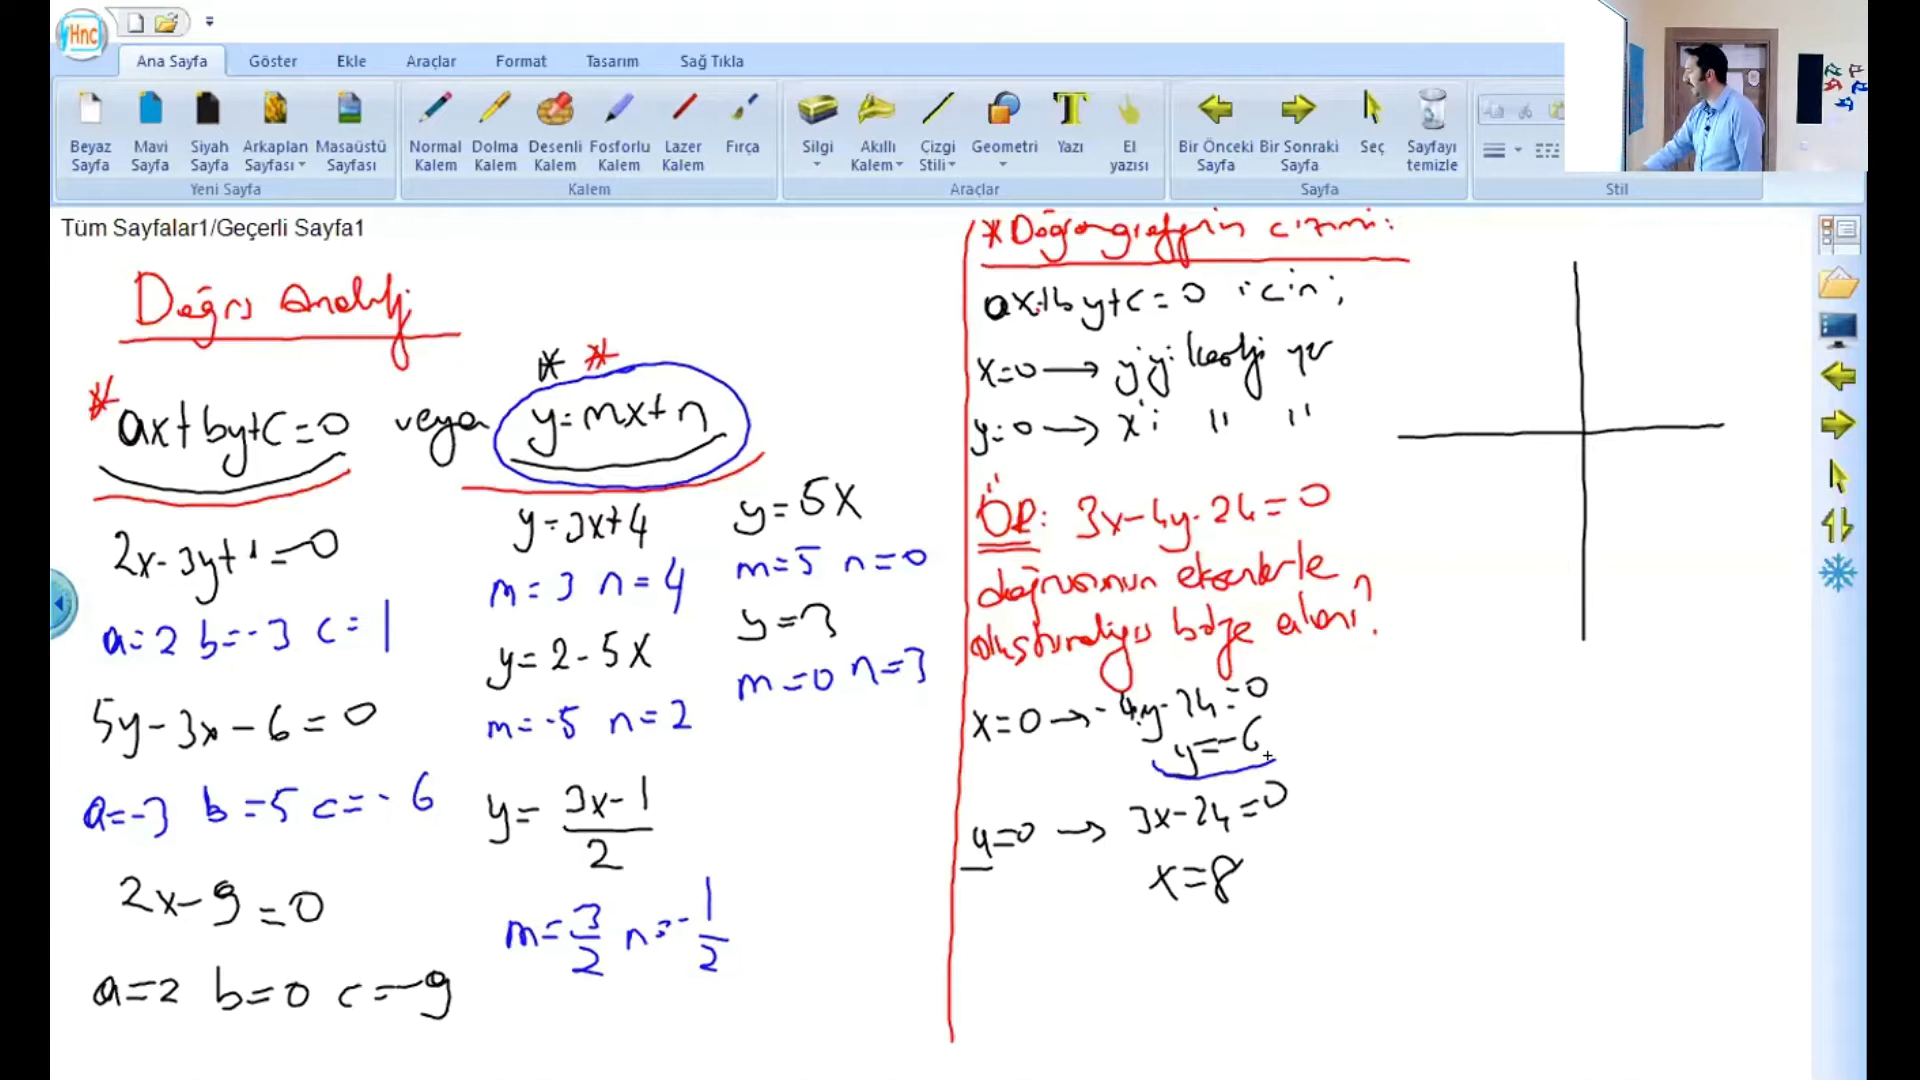 Hnc
Ana Sayfa Göster Ekle Araçlar Format Tasarım Sağ Tıkla
Beyaz Sayfa Mavi Sayfa Siyah Sayfa Arkaplan Sayfası Masaüstü Sayfası
Yeni Sayfa
Normal Kalem Dolma Kalem Desenli Kalem Fosforlu Kalem Lazer Kalem Fırça
Kalem
Silgi Akıllı Kalem Çizgi Stili Geometri Yazı El yazısı
Araçlar
Bir Önceki Sayfa Bir Sonraki Sayfa Seç Sayfayı temizle
Sayfa
Stil
Tüm Sayfalar1/Geçerli Sayfa1
Doğru Analitiği
ax+by+c=0 veya y=mx+n
2x-3y+1=0
a=2 b=-3 c=1
5y-3x-6=0
a=-3 b=5 c=-6
2x-9=0
a=2 b=0 c=-9
y=3x+4
m=3 n=4
y=2-5x
m=-5 n=2
y=3x-1/2
m=3/2 n=-1/2
y=5x
m=5 n=0
y=3
m=0 n=3
*Doğru grafiğinin çizimi:
ax+by+c=0 için;
x=0 → y'yi kestiği yer
y=0 → x'i " "
ÖR: 3x-4y-24=0
doğrusunun eksenlerle
oluşturduğu bölge alanı?
x=0 → -4y-24=0
y=-6
y=0 → 3x-24=0
x=8